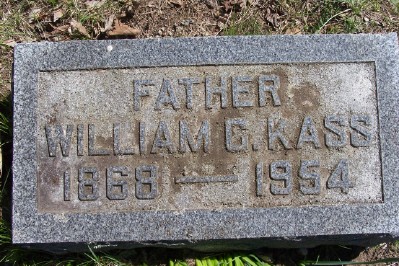 FATHER
WILLIAM C. KASS
1868 — 1954